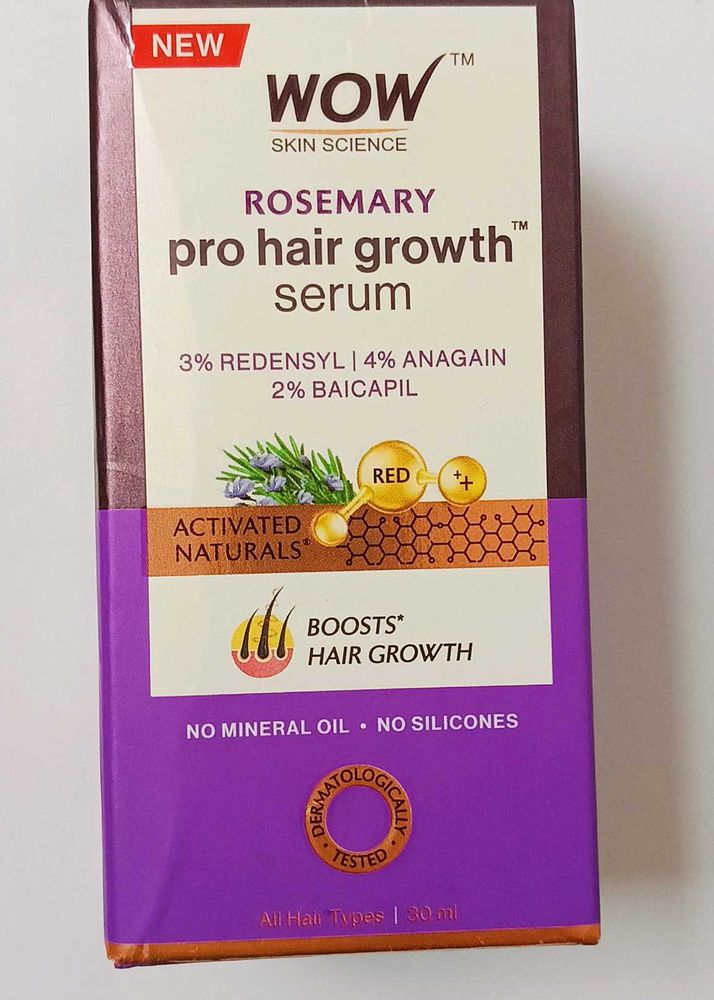 NEW
WOW™
SKIN SCIENCE
ROSEMARY
pro hair growth™
serum
3% REDENSYL | 4% ANAGAIN
2% BAICAPIL
RED
++
ACTIVATED
NATURALS®
BOOSTS*
HAIR GROWTH
NO MINERAL OIL • NO SILICONES
DERMATOLOGICALLY
• TESTED •
All Hair Types | 30 ml